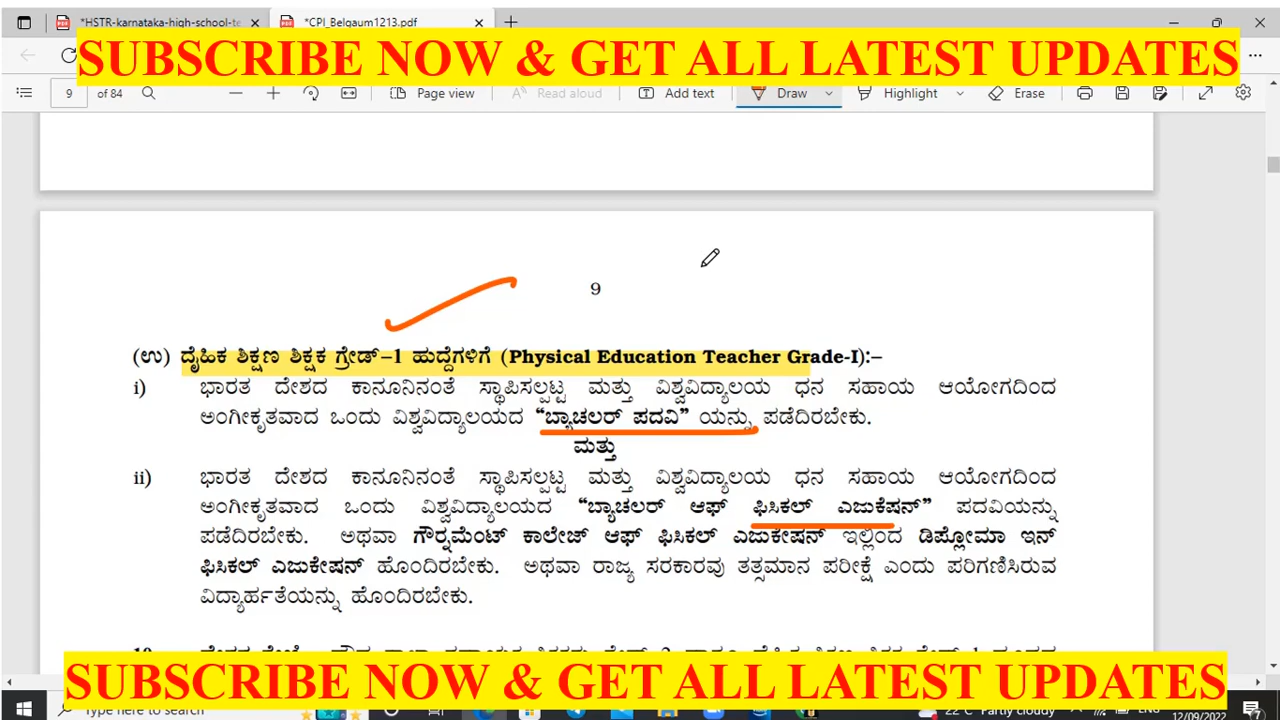 *HSTR-karnataka-high-school-te
*CPI_Belgaum1213.pdf
SUBSCRIBE NOW & GET ALL LATEST UPDATES
9 of 84
Page view
Read aloud
Add text
Draw
Highlight
Erase
9
(ಉ) ದೈಹಿಕ ಶಿಕ್ಷಣ ಶಿಕ್ಷಕ ಗ್ರೇಡ್-1 ಹುದ್ದೆಗಳಿಗೆ (Physical Education Teacher Grade-I):-
i) ಭಾರತ ದೇಶದ ಕಾನೂನಿನಂತೆ ಸ್ಥಾಪಿಸಲ್ಪಟ್ಟ ಮತ್ತು ವಿಶ್ವವಿದ್ಯಾಲಯ ಧನ ಸಹಾಯ ಆಯೋಗದಿಂದ
ಅಂಗೀಕೃತವಾದ ಒಂದು ವಿಶ್ವವಿದ್ಯಾಲಯದ “ಬ್ಯಾಚಲರ್ ಪದವಿ” ಯನ್ನು ಪಡೆದಿರಬೇಕು.
ಮತ್ತು
ii) ಭಾರತ ದೇಶದ ಕಾನೂನಿನಂತೆ ಸ್ಥಾಪಿಸಲ್ಪಟ್ಟ ಮತ್ತು ವಿಶ್ವವಿದ್ಯಾಲಯ ಧನ ಸಹಾಯ ಆಯೋಗದಿಂದ
ಅಂಗೀಕೃತವಾದ ಒಂದು ವಿಶ್ವವಿದ್ಯಾಲಯದ “ಬ್ಯಾಚಲರ್ ಆಫ್ ಫಿಸಿಕಲ್ ಎಜುಕೆಷನ್” ಪದವಿಯನ್ನು
ಪಡೆದಿರಬೇಕು. ಅಥವಾ ಗೌರ್‍ನಮೆಂಟ್ ಕಾಲೇಜ್ ಆಫ್ ಫಿಸಿಕಲ್ ಎಜುಕೇಷನ್ ಇಲ್ಲಿಂದ ಡಿಪ್ಲೋಮಾ ಇನ್
ಫಿಸಿಕಲ್ ಎಜುಕೇಷನ್ ಹೊಂದಿರಬೇಕು. ಅಥವಾ ರಾಜ್ಯ ಸರಕಾರವು ತತ್ಸಮಾನ ಪರೀಕ್ಷೆ ಎಂದು ಪರಿಗಣಿಸಿರುವ
ವಿದ್ಯಾರ್ಹತೆಯನ್ನು ಹೊಂದಿರಬೇಕು.
SUBSCRIBE NOW & GET ALL LATEST UPDATES
Type here to search
22°C Partly cloudy
12/09/2022